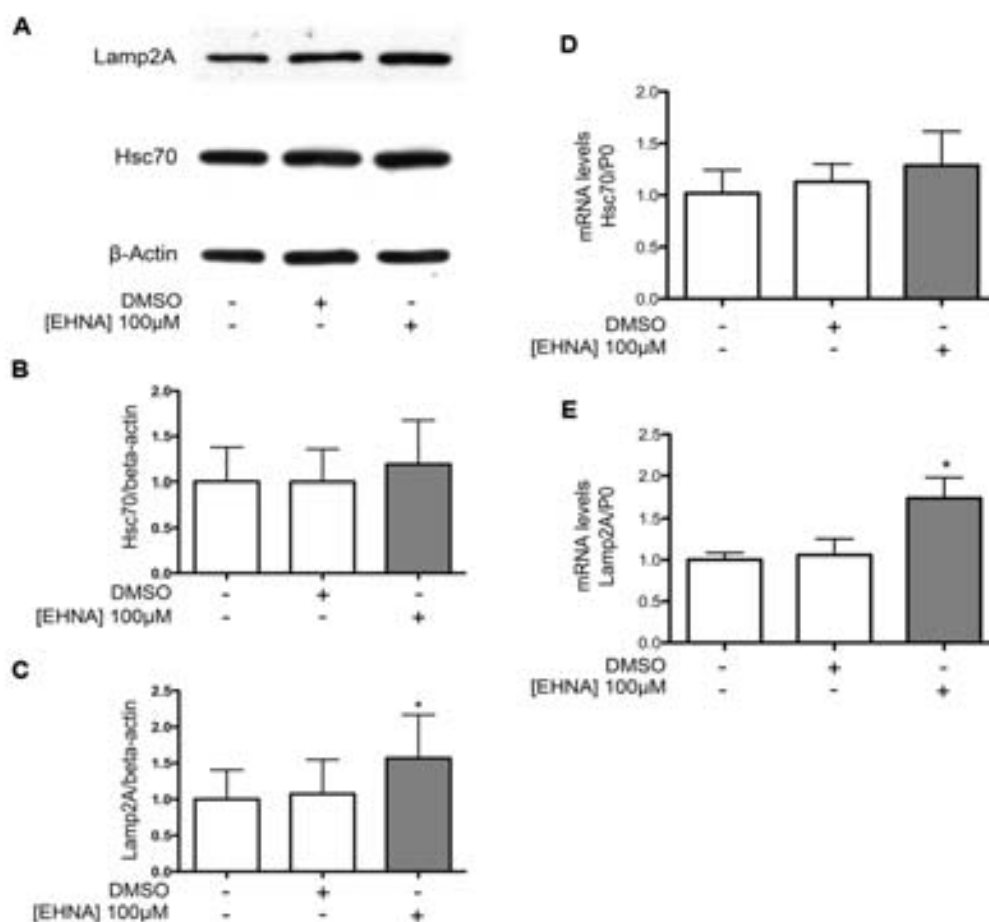 A
Lamp2A
Hsc70
β-Actin
DMSO - + -
[EHNA] 100µM - - +
B
Hsc70/beta-actin
2.0
1.5
1.0
0.5
0.0
DMSO - + -
[EHNA] 100µM - - +
C
Lamp2A/beta-actin
2.5
2.0
1.5
1.0
0.5
0.0
*
DMSO - + -
[EHNA] 100µM - - +
D
mRNA levels
Hsc70/P0
2.0
1.5
1.0
0.5
0.0
DMSO - + -
[EHNA] 100µM - - +
E
mRNA levels
Lamp2A/P0
2.5
2.0
1.5
1.0
0.5
0.0
*
DMSO - + -
[EHNA] 100µM - - +